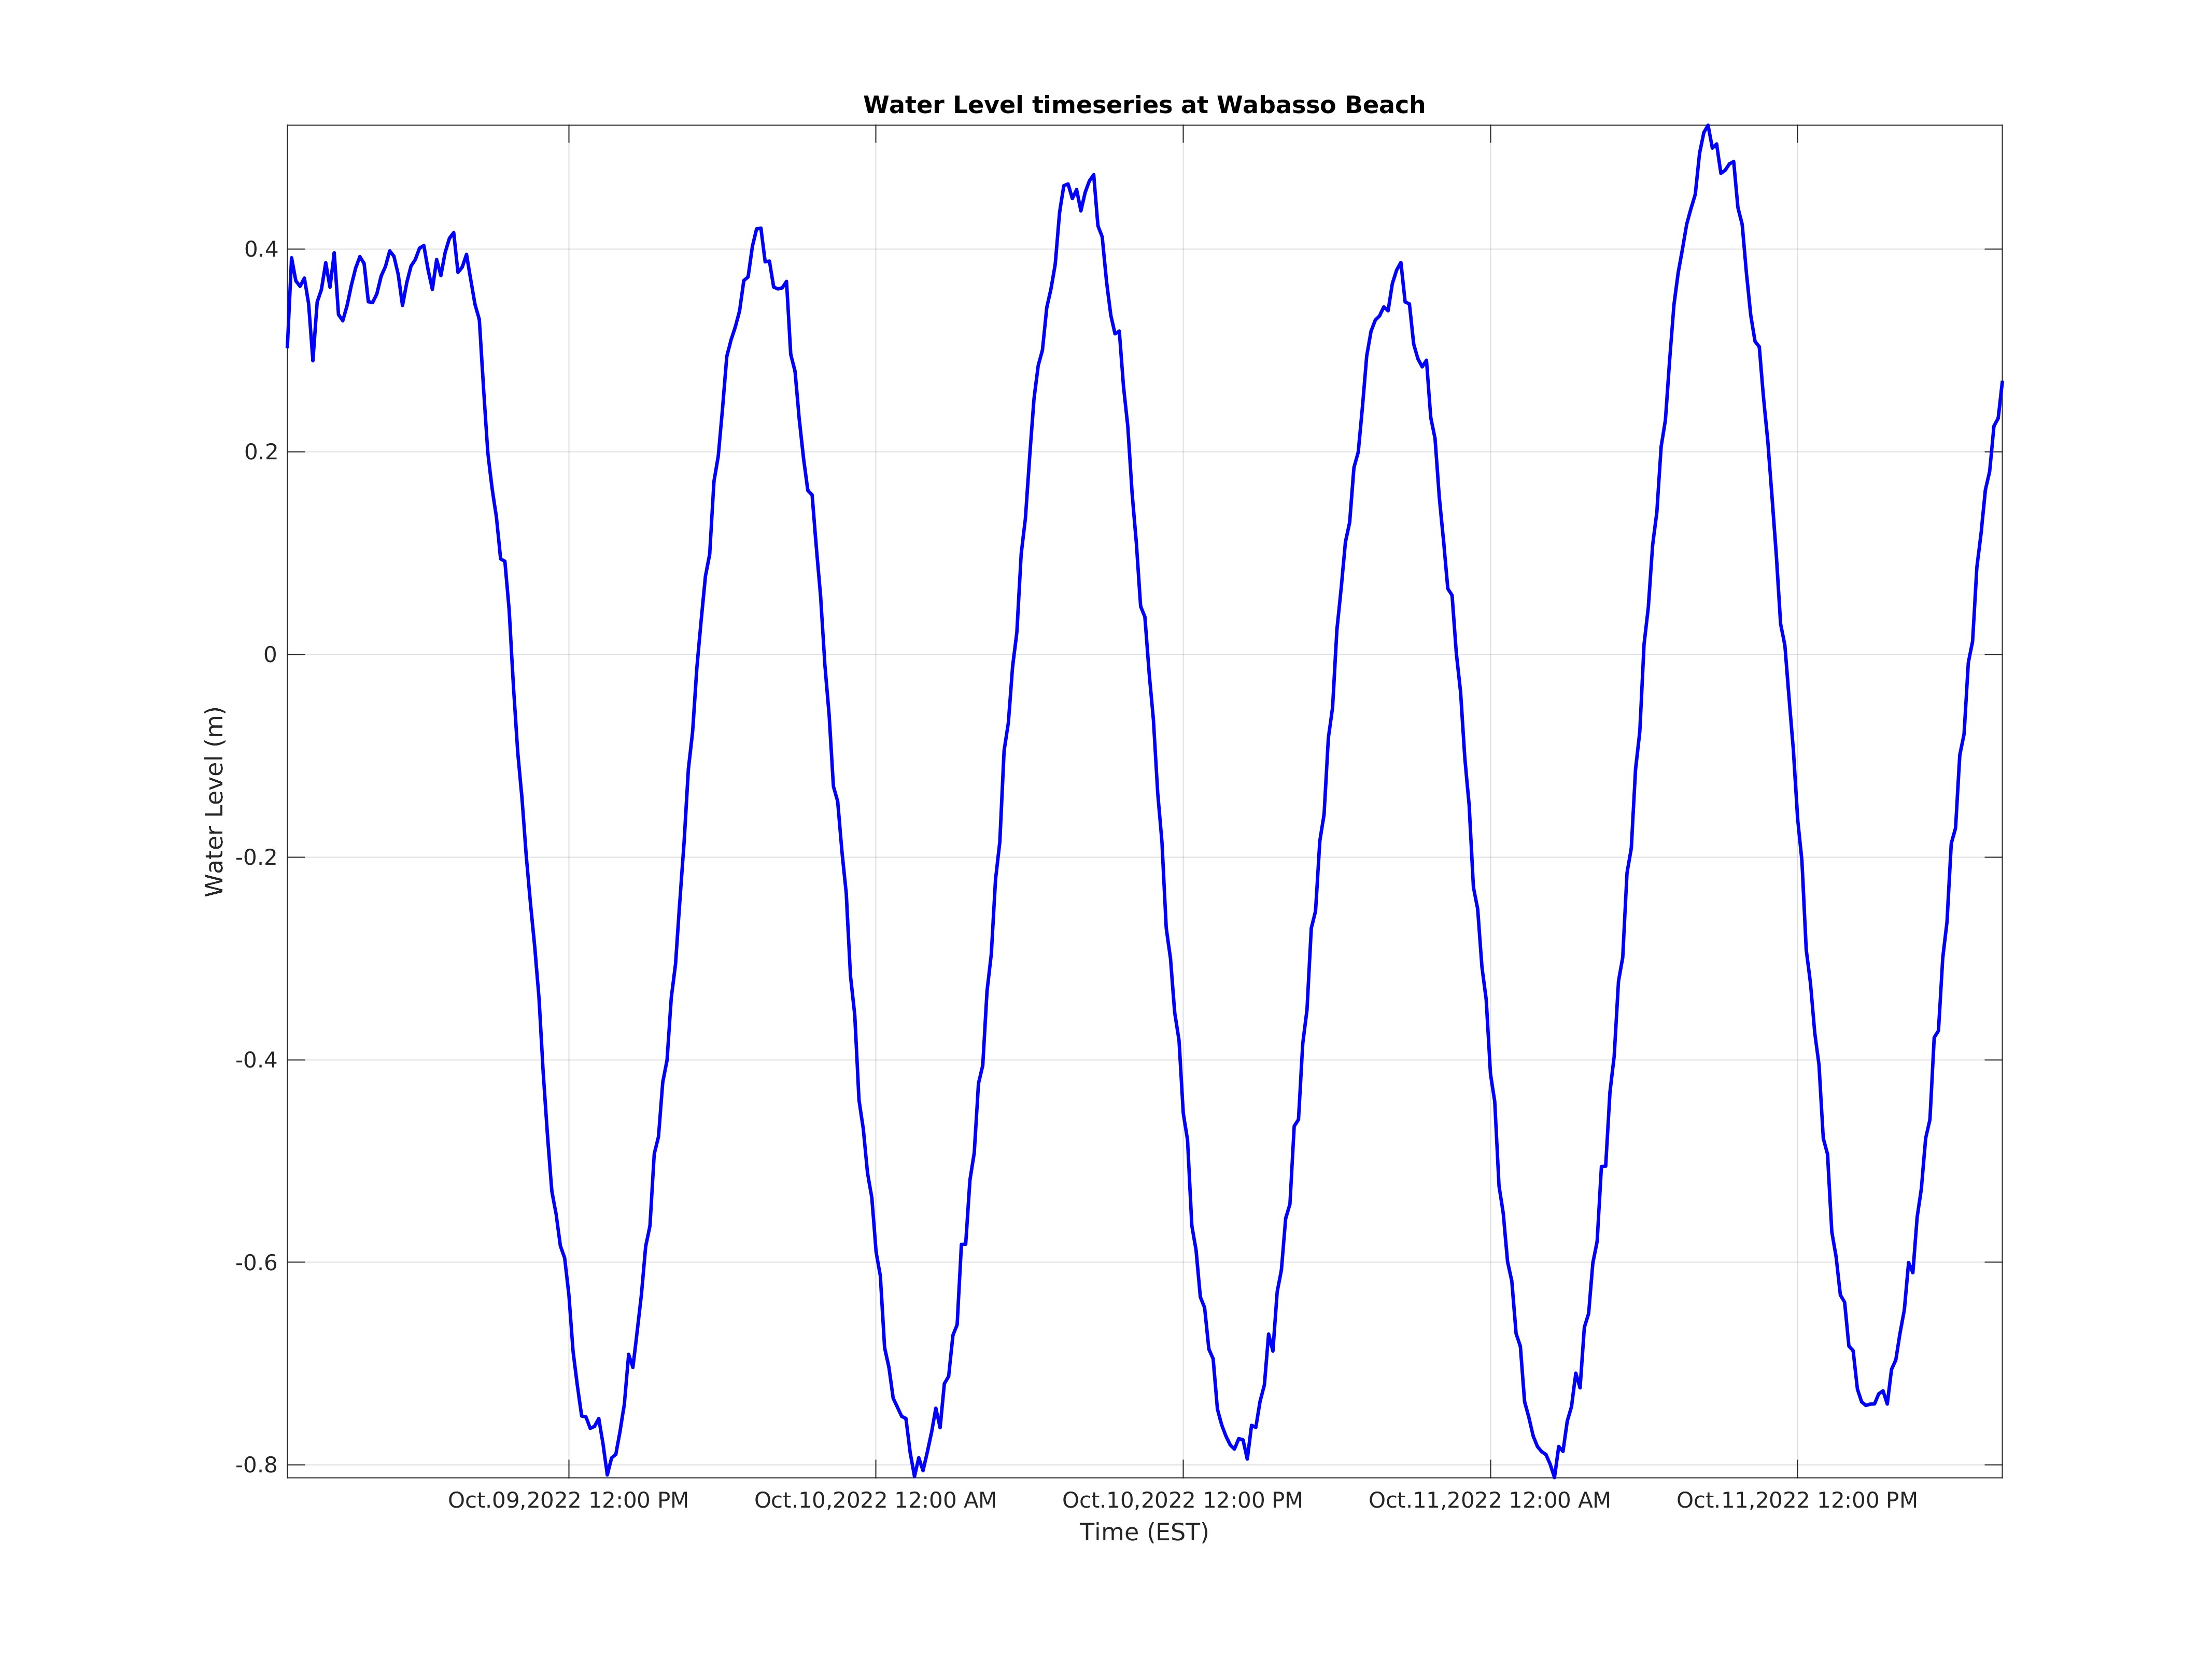 Water Level timeseries at Wabasso Beach
0.4
0.2
0
-0.2
-0.4
-0.6
-0.8
Water Level (m)
Oct.09,2022 12:00 PM
Oct.10,2022 12:00 AM
Oct.10,2022 12:00 PM
Oct.11,2022 12:00 AM
Oct.11,2022 12:00 PM
Time (EST)